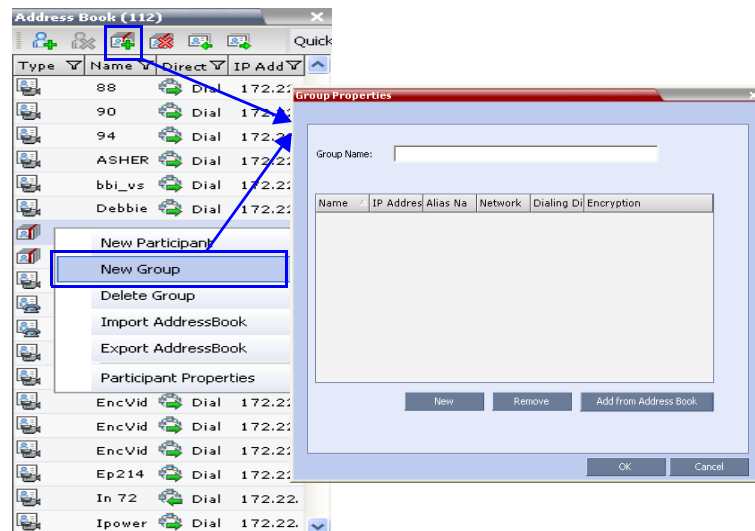 Address Book (112)
Quick
Type Name Direct IP Add
88 Dial 172.22
90 Dial 172.22
94 Dial 172.22
ASHER Dial 172.22
bbi_vs Dial 172.22
Debbie Dial 172.22
New Participant
New Group
Delete Group
Import AddressBook
Export AddressBook
Participant Properties
EncVid Dial 172.22
EncVid Dial 172.22
EncVid Dial 172.22
Ep214 Dial 172.22
In 72 Dial 172.22.
Ipower Dial 172.22.
Group Properties
Group Name:
Name IP Addres Alias Na Network Dialing Di Encryption
New Remove Add from Address Book
OK Cancel